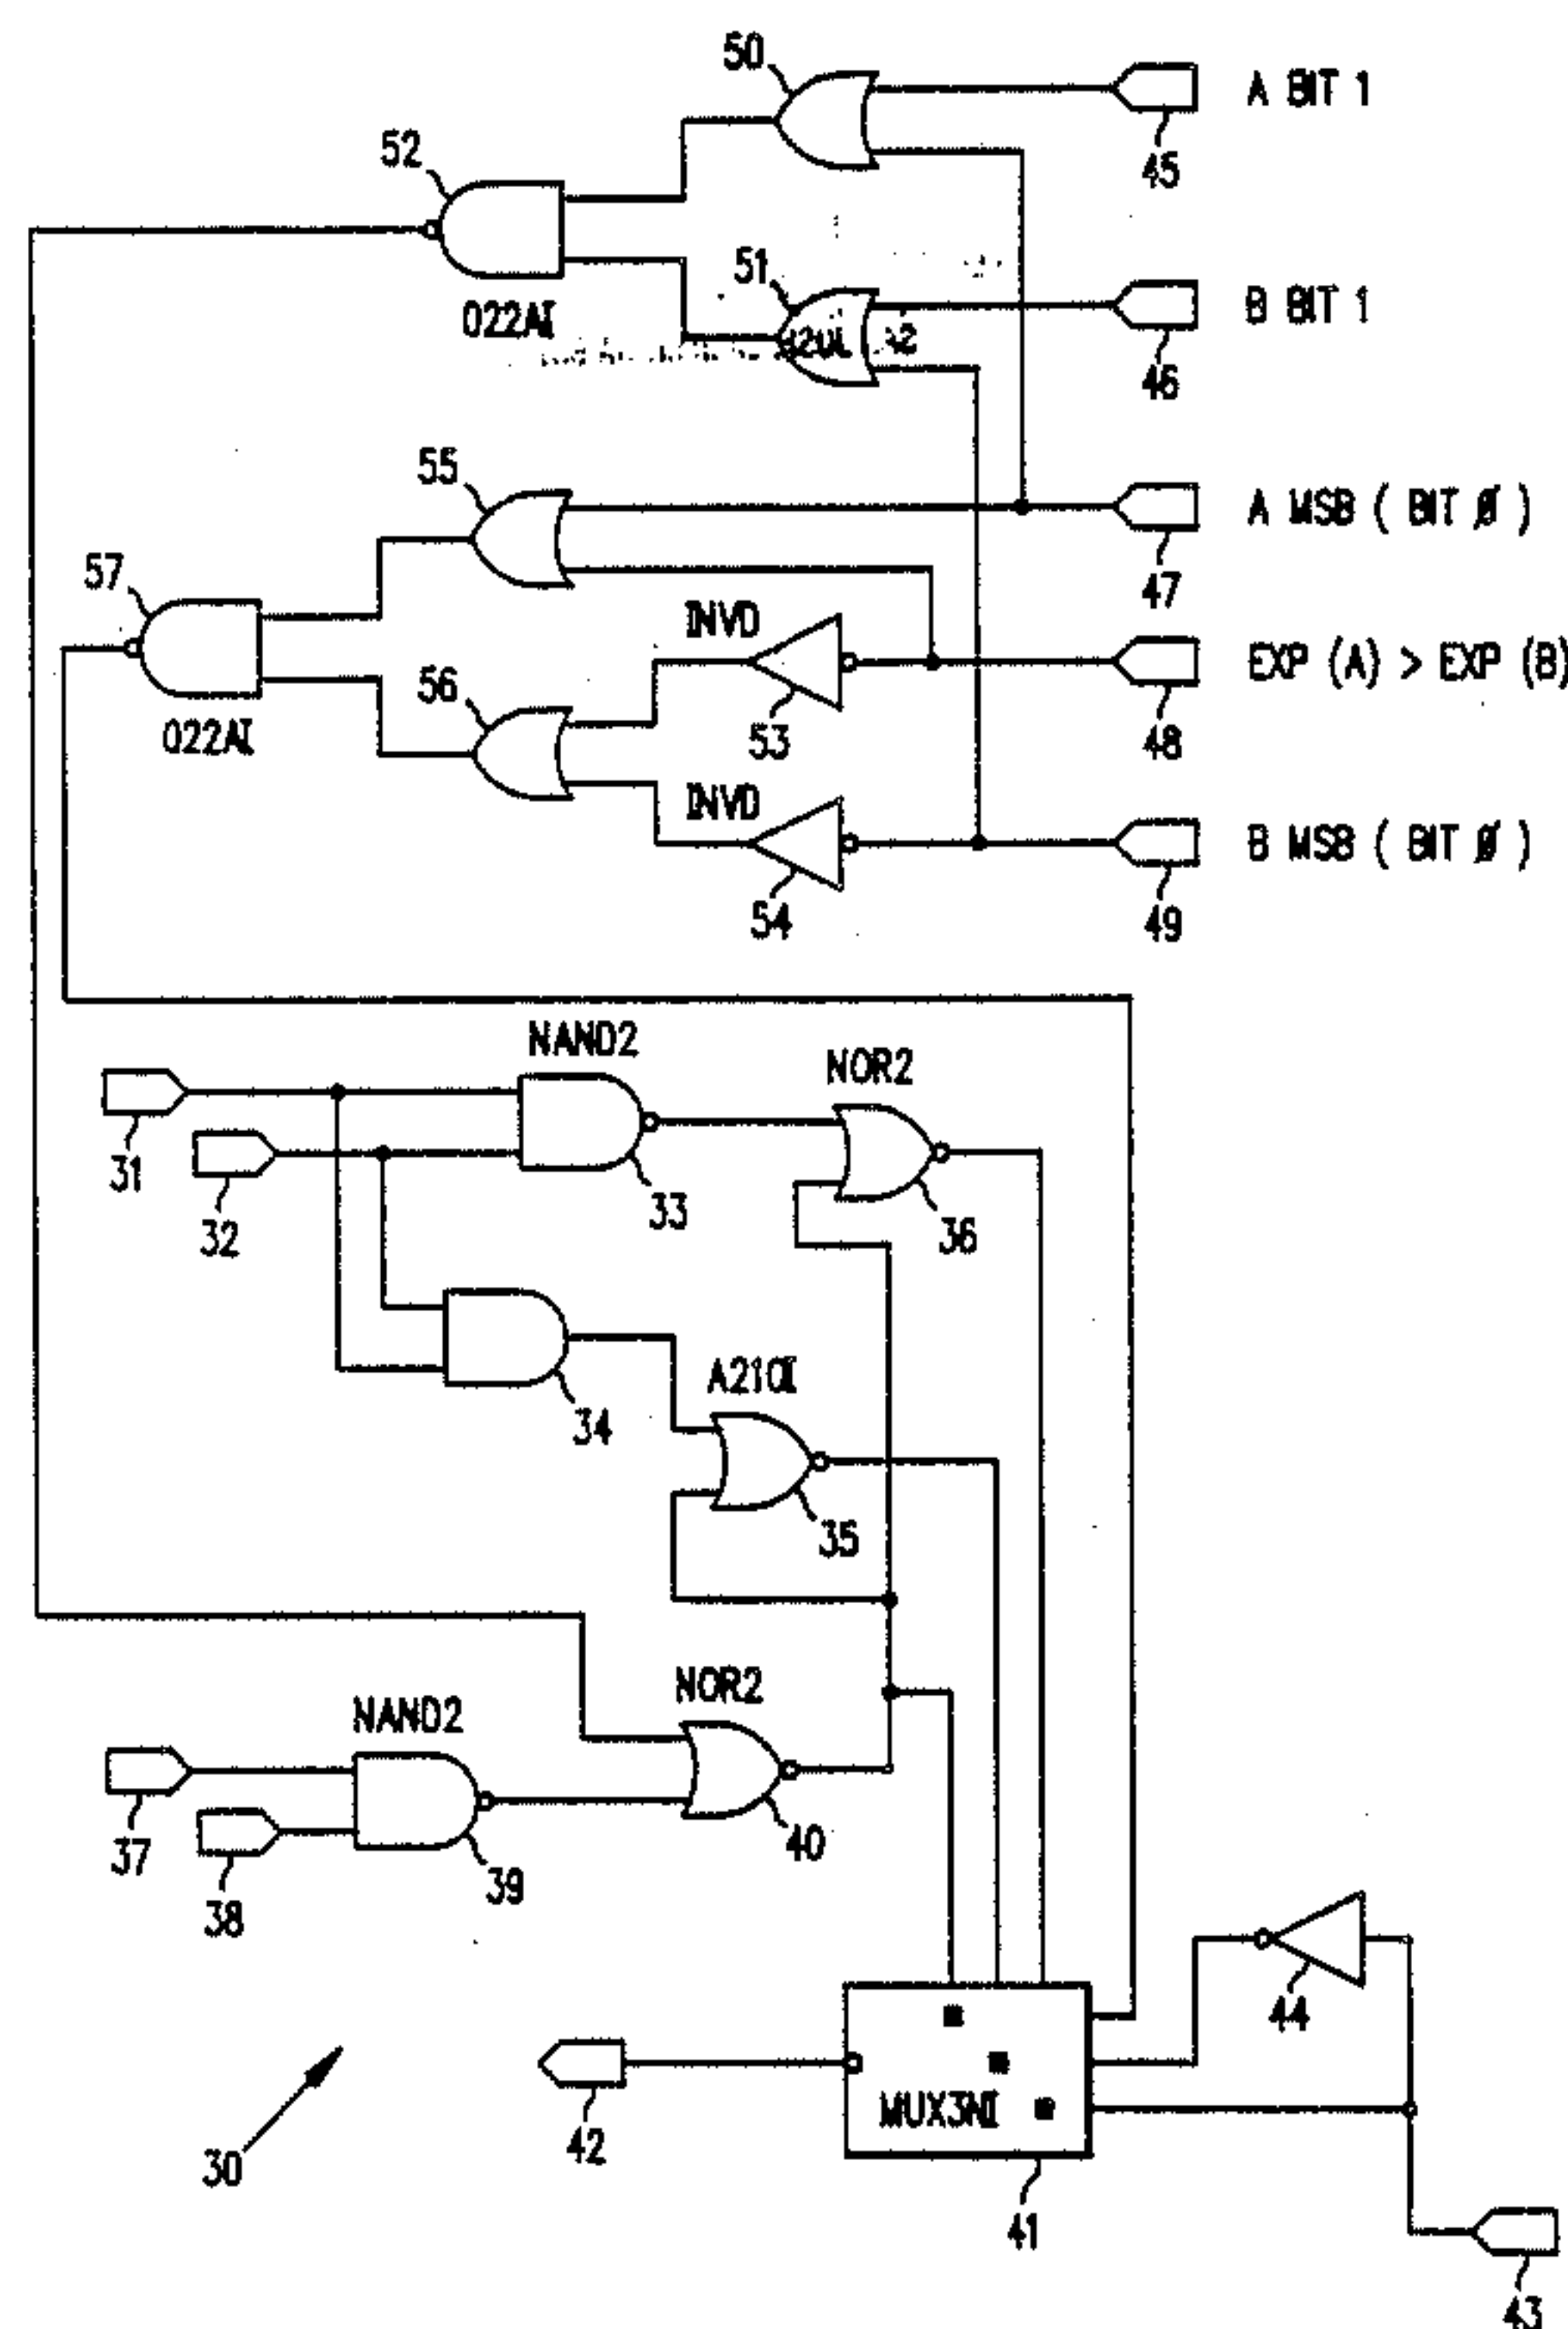 50
A BIT 1
45
52
51
B BIT 1
O22AI
46
55
A MSB ( BIT Ø )
47
57
INVD
EXP (A) > EXP (B)
56
53
48
O22AI
INVD
B MSB ( BIT Ø )
54
49
NAND2
NOR2
31
32
33
36
A21OI
34
35
NOR2
NAND2
37
40
39
38
44
MUX3NI
42
30
41
43